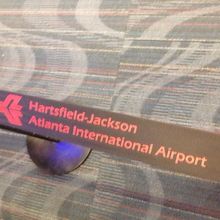 Hartsfield-Jackson
Atlanta International Airport